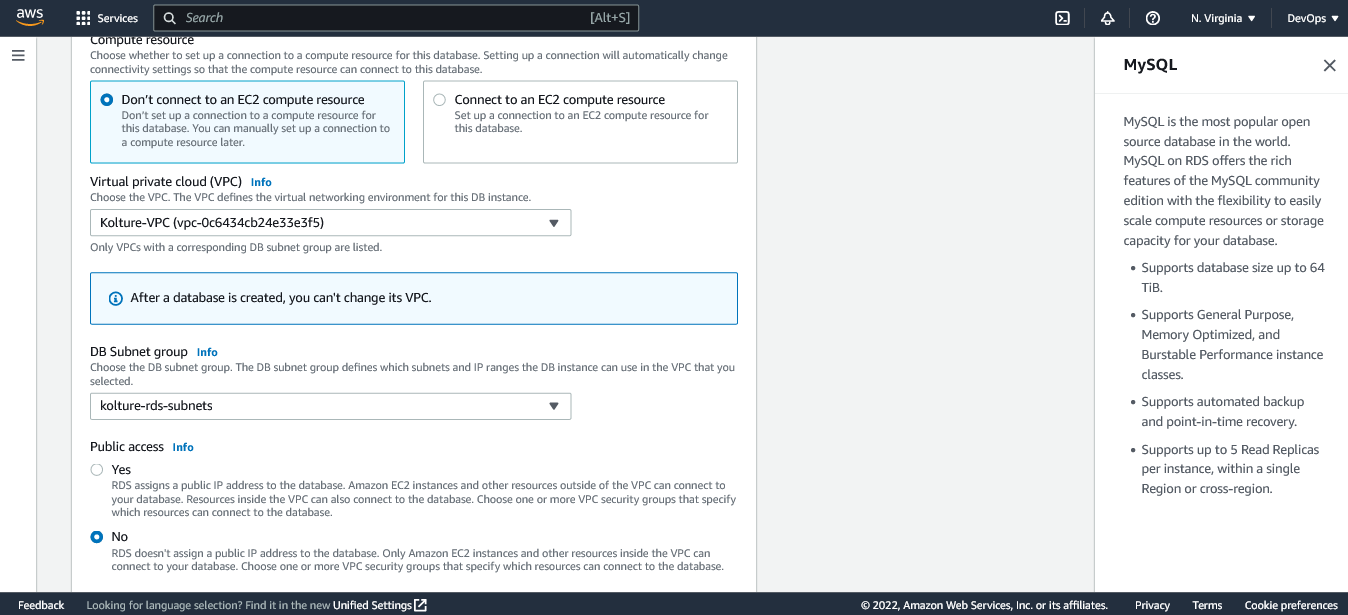 aws
Services
Search
[Alt+S]
N. Virginia
DevOps
Compute resource
Choose whether to set up a connection to a compute resource for this database. Setting up a connection will automatically change
connectivity settings so that the compute resource can connect to this database.
Don't connect to an EC2 compute resource
Don't set up a connection to a compute resource for
this database. You can manually set up a connection to
a compute resource later.
Connect to an EC2 compute resource
Set up a connection to an EC2 compute resource for
this database.
Virtual private cloud (VPC) Info
Choose the VPC. The VPC defines the virtual networking environment for this DB instance.
Kolture-VPC (vpc-0c6434cb24e33e3f5)
Only VPCs with a corresponding DB subnet group are listed.
After a database is created, you can't change its VPC.
DB Subnet group Info
Choose the DB subnet group. The DB subnet group defines which subnets and IP ranges the DB instance can use in the VPC that you
selected.
kolture-rds-subnets
Public access Info
Yes
RDS assigns a public IP address to the database. Amazon EC2 instances and other resources outside of the VPC can connect to
your database. Resources inside the VPC can also connect to the database. Choose one or more VPC security groups that specify
which resources can connect to the database.
No
RDS doesn't assign a public IP address to the database. Only Amazon EC2 instances and other resources inside the VPC can
connect to your database. Choose one or more VPC security groups that specify which resources can connect to the database.
MySQL
MySQL is the most popular open
source database in the world.
MySQL on RDS offers the rich
features of the MySQL community
edition with the flexibility to easily
scale compute resources or storage
capacity for your database.
• Supports database size up to 64
TiB.
• Supports General Purpose,
Memory Optimized, and
Burstable Performance instance
classes.
• Supports automated backup
and point-in-time recovery.
• Supports up to 5 Read Replicas
per instance, within a single
Region or cross-region.
Feedback
Looking for language selection? Find it in the new Unified Settings
© 2022, Amazon Web Services, Inc. or its affiliates.
Privacy
Terms
Cookie preferences